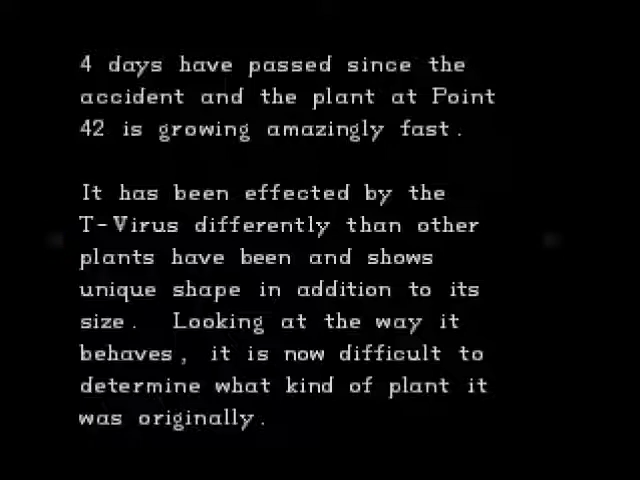 4 days have passed since the
accident and the plant at Point
42 is growing amazingly fast.
It has been effected by the
T-Virus differently than other
plants have been and shows
unique shape in addition to its
size. Looking at the way it
behaves, it is now difficult to
determine what kind of plant it
was originally.